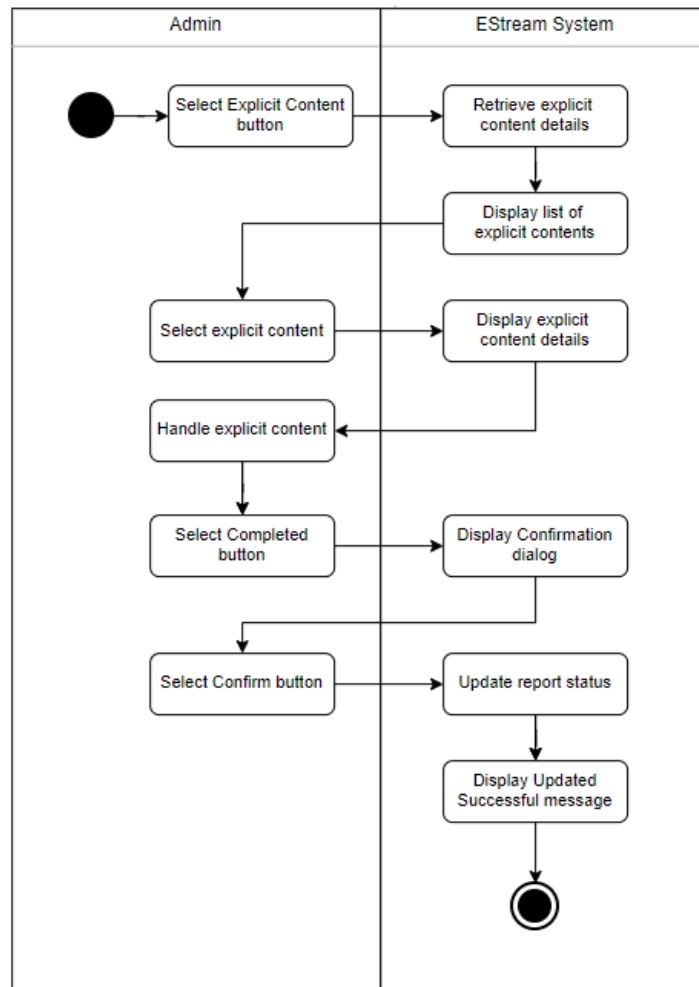 Admin
EStream System
Select Explicit Content
button
Retrieve explicit
content details
Display list of
explicit contents
Select explicit content
Display explicit
content details
Handle explicit content
Select Completed
button
Display Confirmation
dialog
Select Confirm button
Update report status
Display Updated
Successful message